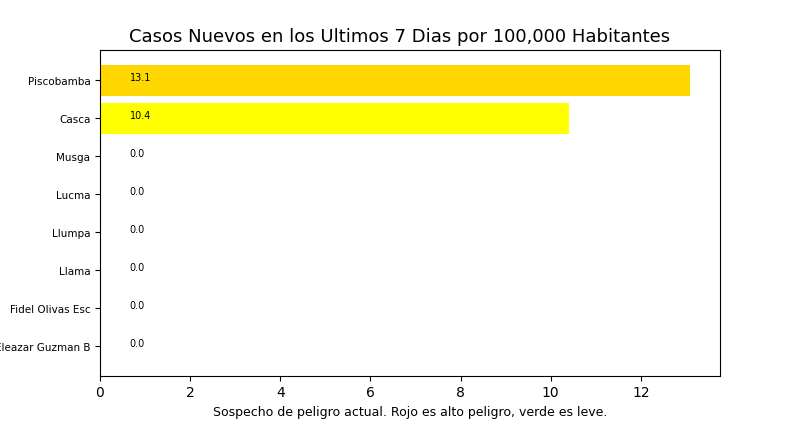 Casos Nuevos en los Ultimos 7 Dias por 100,000 Habitantes
Piscobamba 13.1
Casca 10.4
Musga 0.0
Lucma 0.0
Llumpa 0.0
Llama 0.0
Fidel Olivas Esc 0.0
Eleazar Guzman B 0.0
0 2 4 6 8 10 12
Sospecho de peligro actual. Rojo es alto peligro, verde es leve.